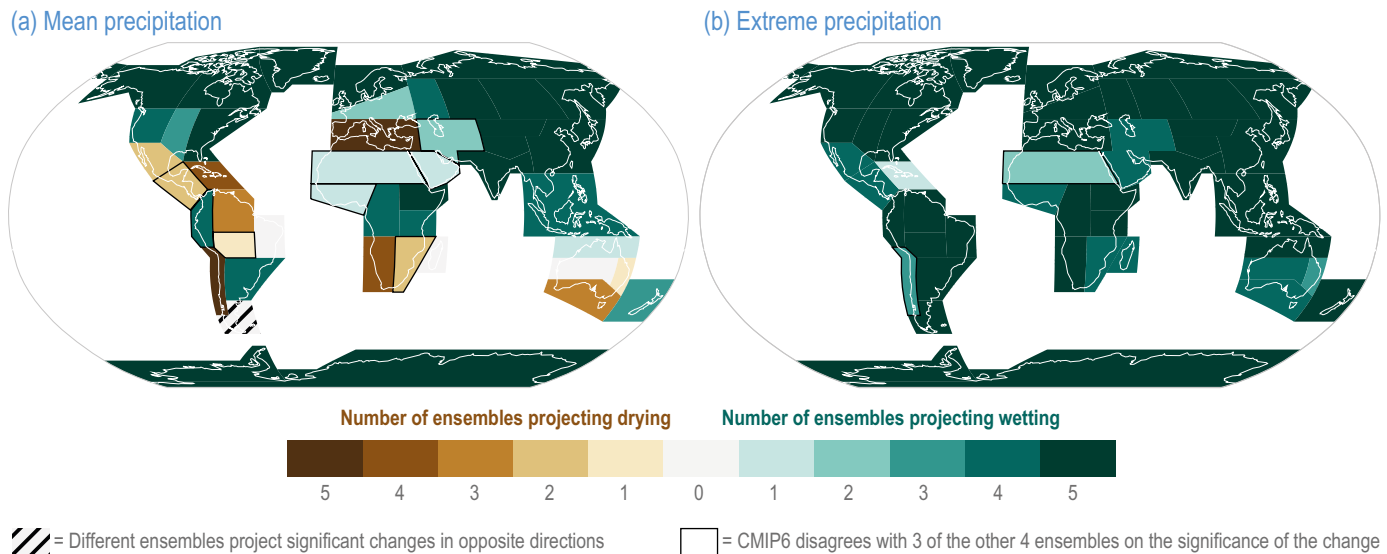 (a) Mean precipitation
(b) Extreme precipitation
Number of ensembles projecting drying
Number of ensembles projecting wetting
5 4 3 2 1 0 1 2 3 4 5
= Different ensembles project significant changes in opposite directions
= CMIP6 disagrees with 3 of the other 4 ensembles on the significance of the change